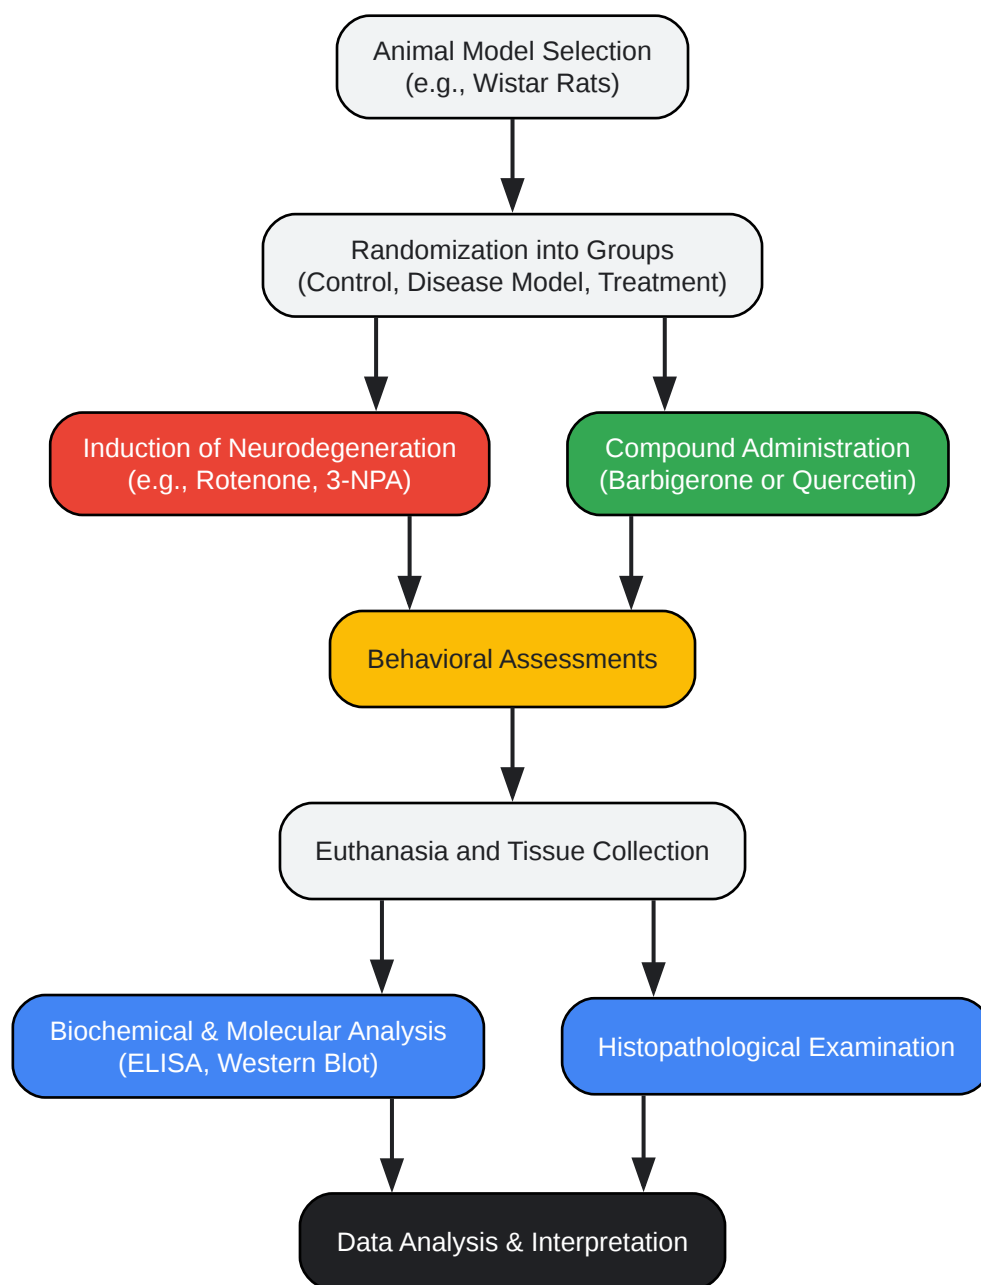 Animal Model Selection
(e.g., Wistar Rats)
Randomization into Groups
(Control, Disease Model, Treatment)
Induction of Neurodegeneration
(e.g., Rotenone, 3-NPA)
Compound Administration
(Barbigerone or Quercetin)
Behavioral Assessments
Euthanasia and Tissue Collection
Biochemical & Molecular Analysis
(ELISA, Western Blot)
Histopathological Examination
Data Analysis & Interpretation